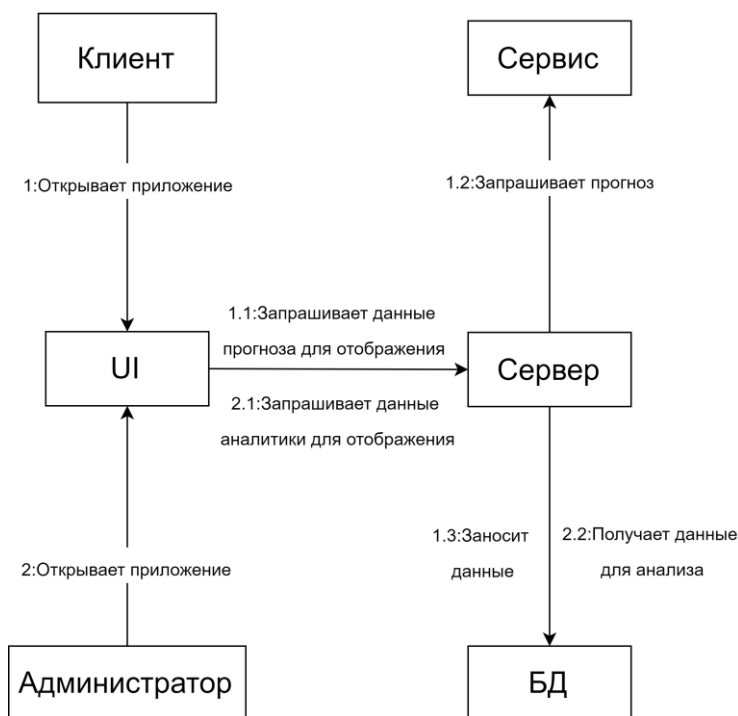 Клиент
Сервис
1:Открывает приложение
1.2:Запрашивает прогноз
1.1:Запрашивает данные
прогноза для отображения
UI
Сервер
2.1:Запрашивает данные
аналитики для отображения
1.3:Заносит
данные
2.2:Получает данные
для анализа
2:Открывает приложение
Администратор
БД